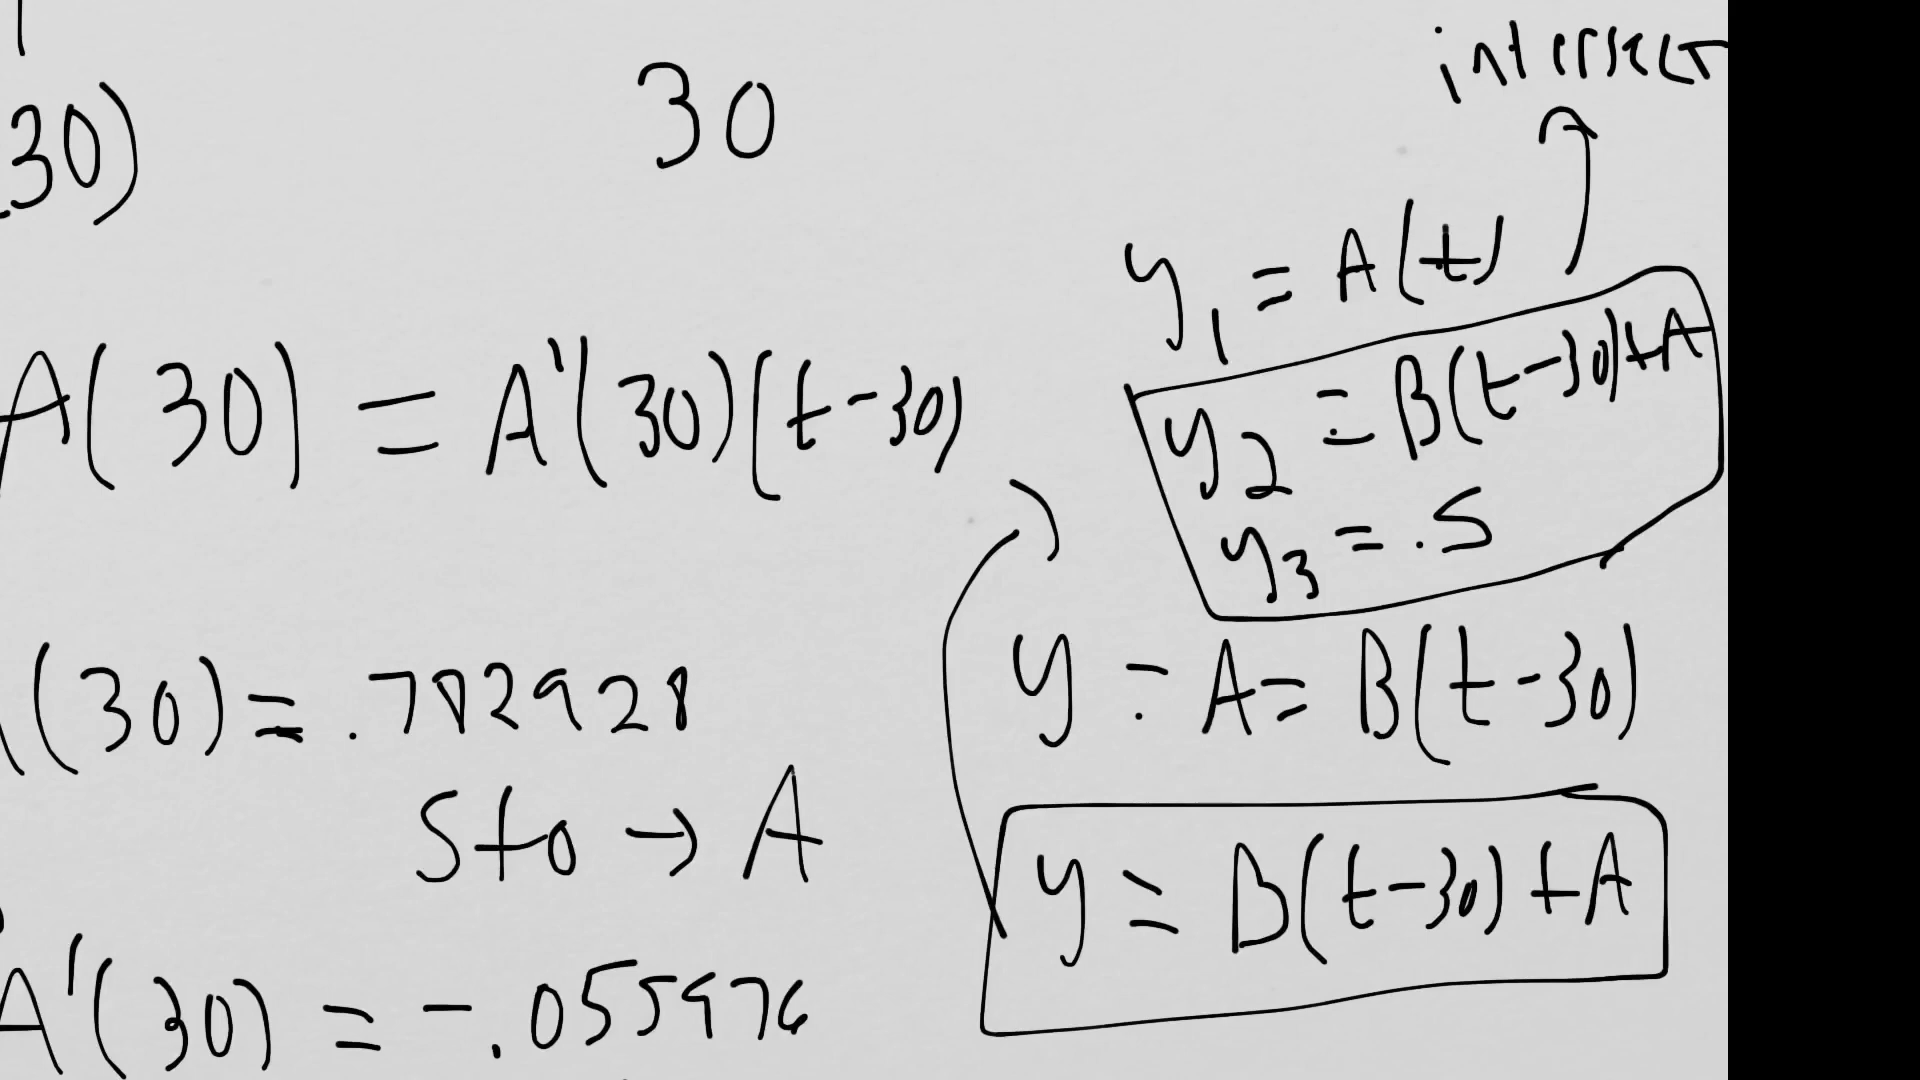 intersect
30)
30
y₁ = A(t)
A(30) = A'(30)(t-30)
y₂ = B(t-30)+A
y₃ = .5
y - A = B(t-30)
(30) = .782928
Sto → A
y = B(t-30)+A
A'(30) = -.055976